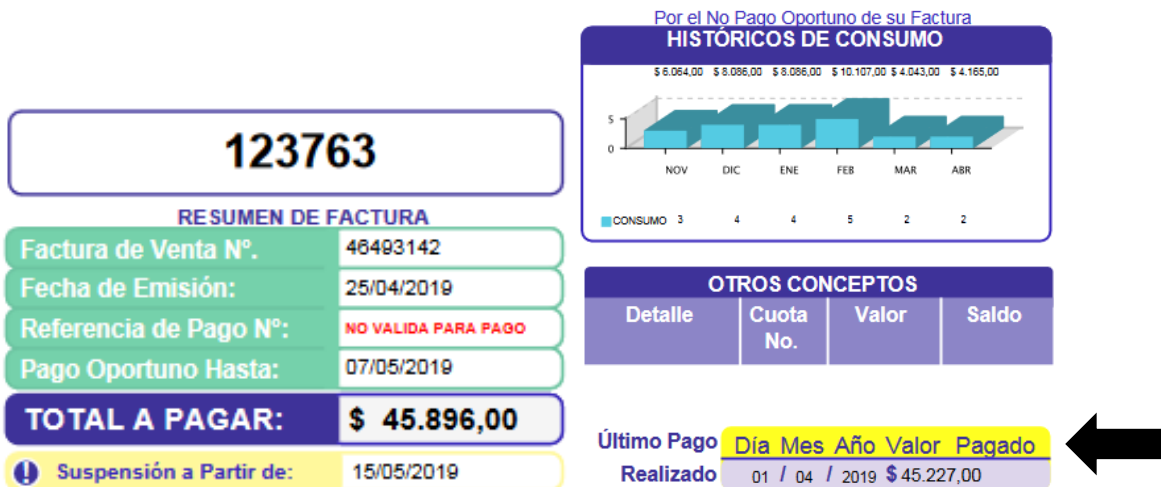 123763
RESUMEN DE FACTURA
Factura de Venta Nº. 46493142
Fecha de Emisión: 25/04/2019
Referencia de Pago Nº: NO VALIDA PARA PAGO
Pago Oportuno Hasta: 07/05/2019
TOTAL A PAGAR: $ 45.896,00
! Suspensión a Partir de: 15/05/2019
Por el No Pago Oportuno de su Factura
HISTÓRICOS DE CONSUMO
$ 6.064,00 $ 8.086,00 $ 8.086,00 $ 10.107,00 $ 4.043,00 $ 4.165,00
5
0
NOV DIC ENE FEB MAR ABR
CONSUMO 3 4 4 5 2 2
OTROS CONCEPTOS
Detalle Cuota No. Valor Saldo
Último Pago Día Mes Año Valor Pagado
Realizado 01 / 04 / 2019 $ 45.227,00